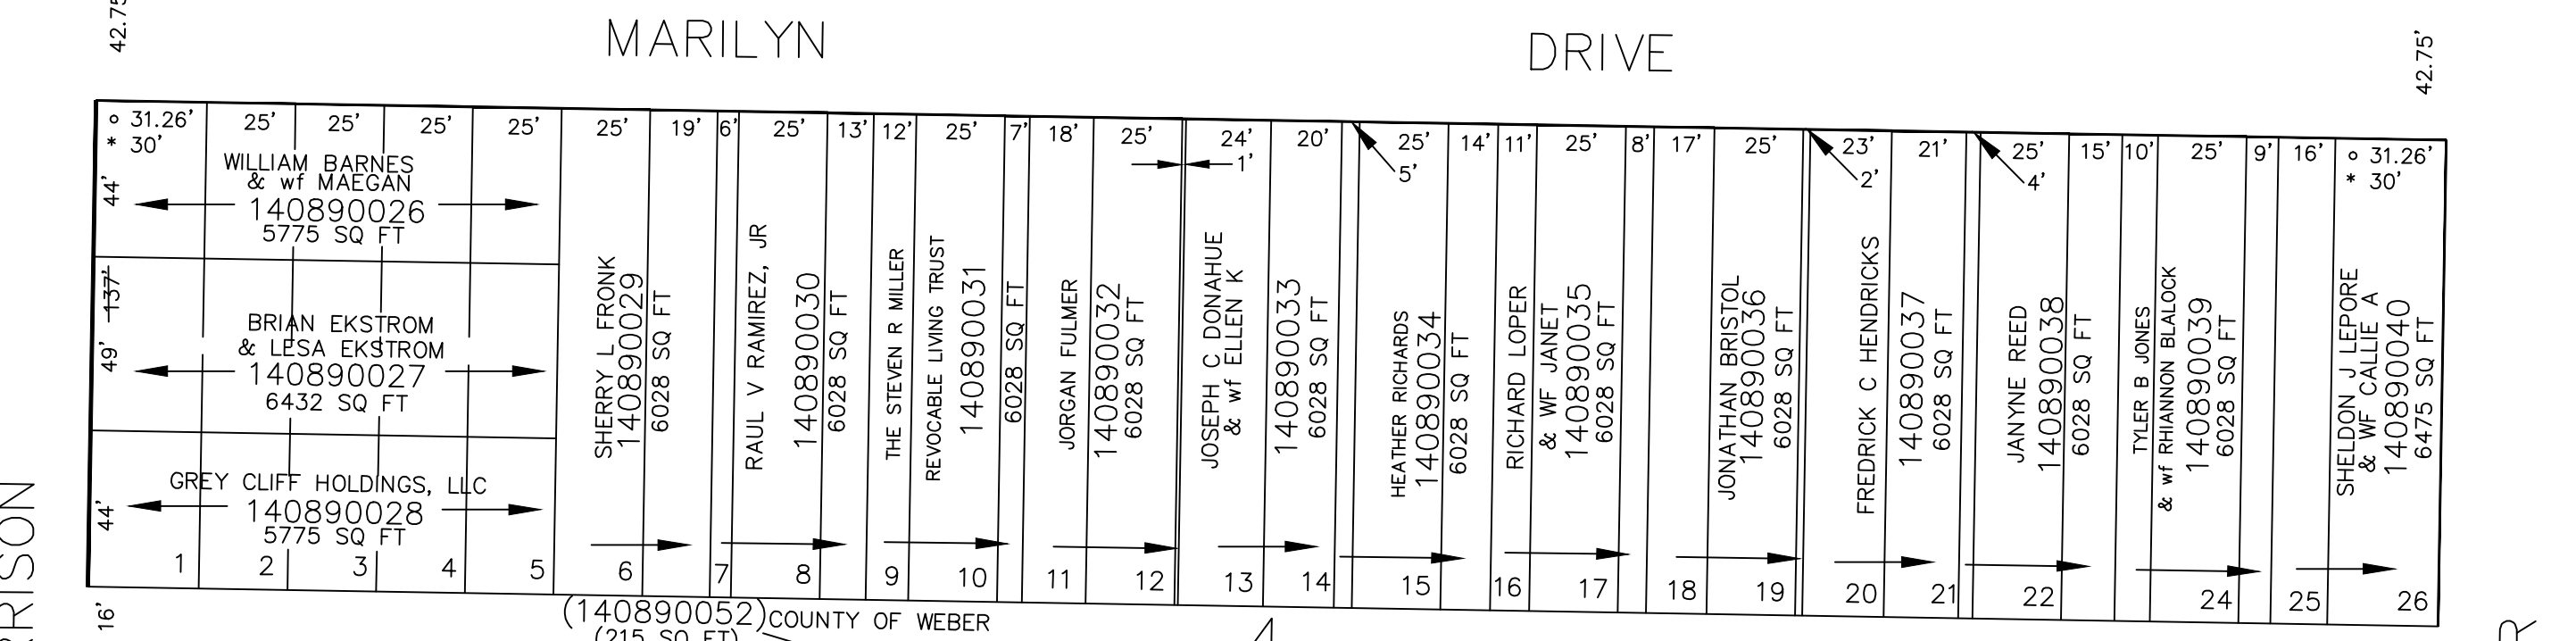 42.75'
MARILYN DRIVE
42.75'
° 31.26'
* 30'
25'
25'
25'
25'
25'
19'
6'
25'
13'
12'
25'
7'
18'
25'
24'
1'
20'
5'
25'
14'
11'
25'
8'
17'
25'
2'
23'
21'
4'
25'
15'
10'
25'
9'
16'
° 31.26'
* 30'
44'
WILLIAM BARNES
& wf MAEGAN
140890026
5775 SQ FT
137'
49'
BRIAN EKSTROM
& LESA EKSTROM
140890027
6432 SQ FT
44'
GREY CLIFF HOLDINGS, LLC
140890028
5775 SQ FT
SHERRY L FRONK
140890029
6028 SQ FT
RAUL V RAMIREZ, JR
140890030
6028 SQ FT
THE STEVEN R MILLER
REVOCABLE LIVING TRUST
140890031
6028 SQ FT
JORGAN FULMER
140890032
6028 SQ FT
JOSEPH C DONAHUE
& wf ELLEN K
140890033
6028 SQ FT
HEATHER RICHARDS
140890034
6028 SQ FT
RICHARD LOPER
& WF JANET
140890035
6028 SQ FT
JONATHAN BRISTOL
140890036
6028 SQ FT
FREDRICK C HENDRICKS
140890037
6028 SQ FT
JANYNE REED
140890038
6028 SQ FT
TYLER B JONES
& wf RHIANNON BLALOCK
140890039
6028 SQ FT
SHELDON J LEPORE
& WF CALLIE A
140890040
6475 SQ FT
1
2
3
4
5
6
7
8
9
10
11
12
13
14
15
16
17
18
19
20
21
22
24
25
26
16'
(140890052) COUNTY OF WEBER
(215 SQ FT)